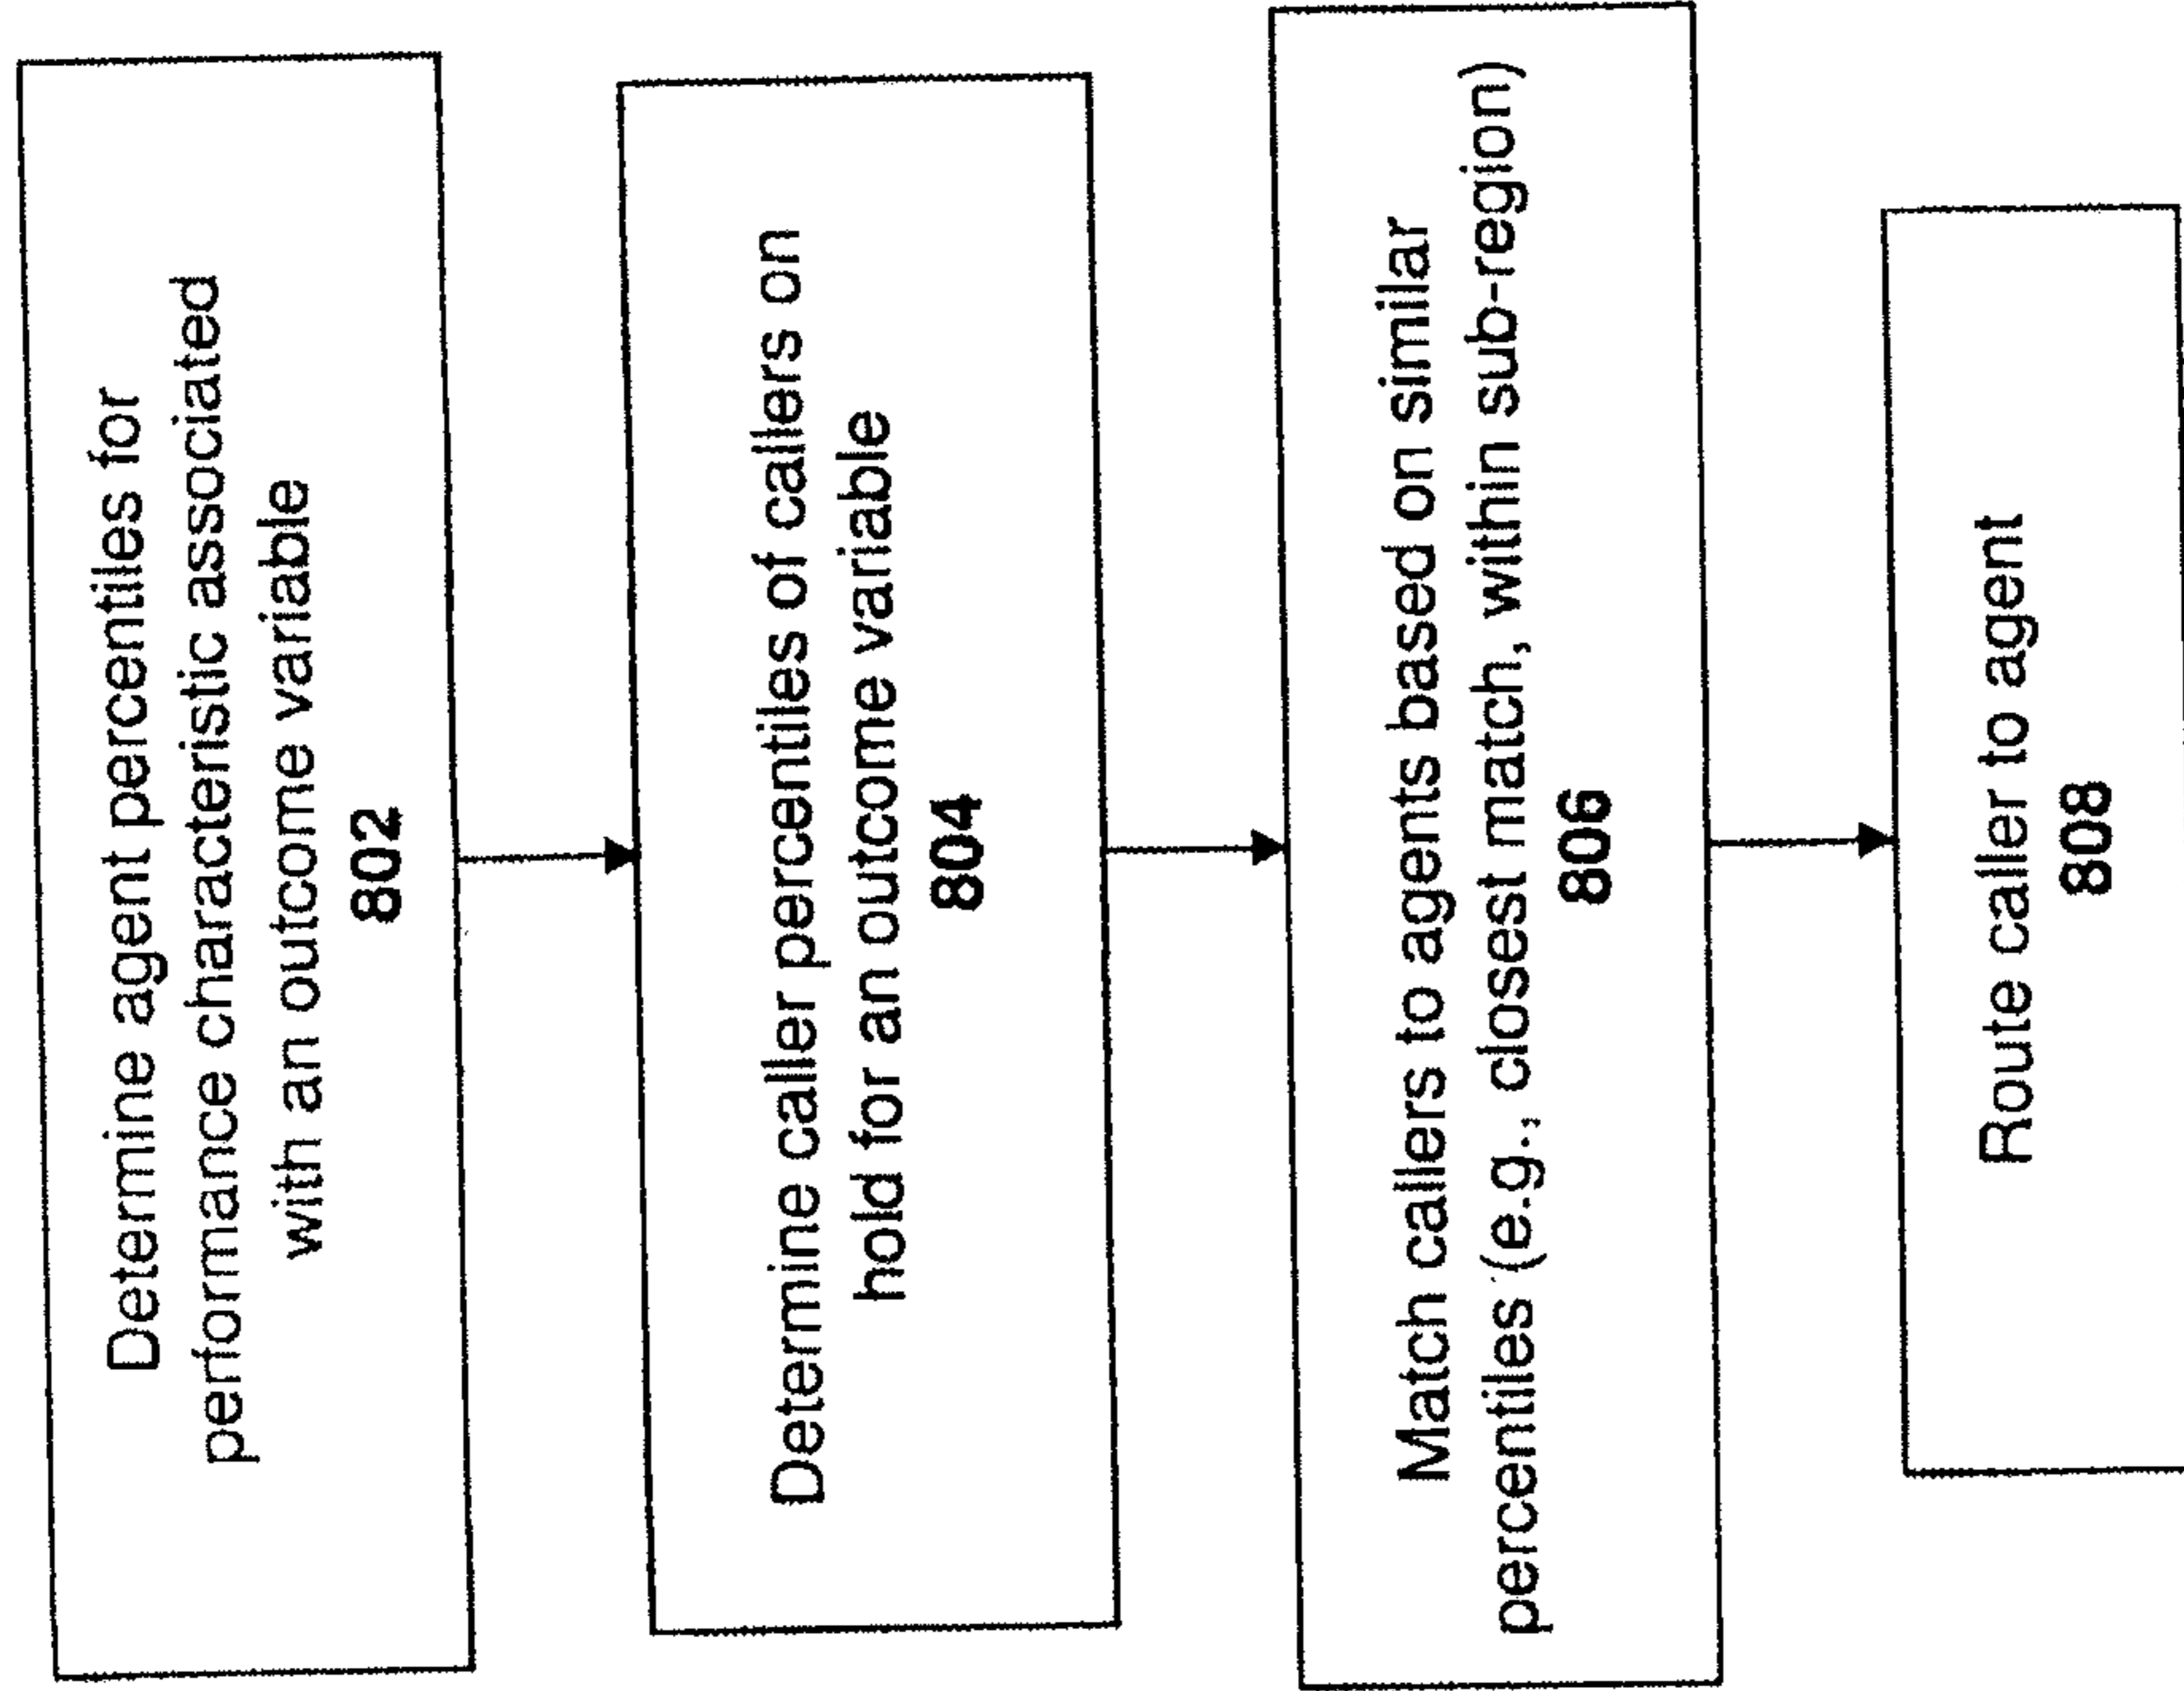 Determine agent percentiles for
performance characteristic associated
with an outcome variable
802
Determine caller percentiles of callers on
hold for an outcome variable
804
Match callers to agents based on similar
percentiles (e.g., closest match, within sub-region)
806
Route caller to agent
808